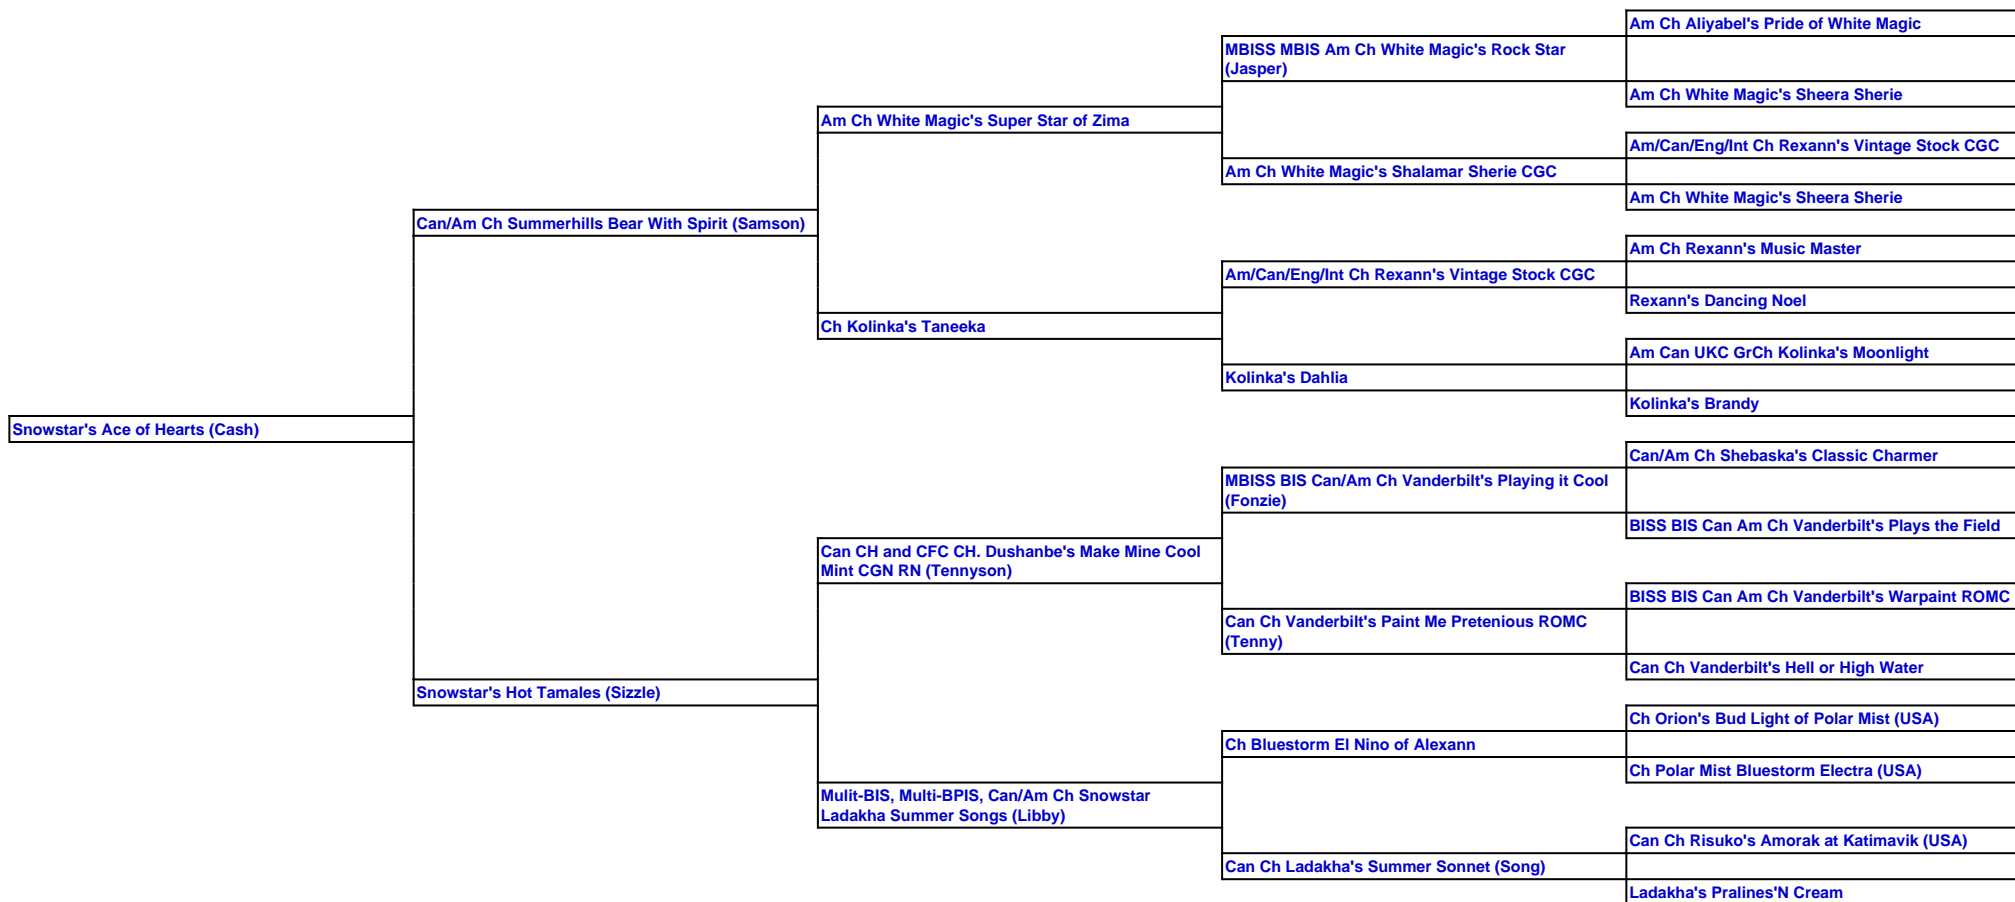 Am Ch Aliyabel's Pride of White Magic
MBISS MBIS Am Ch White Magic's Rock Star
(Jasper)
Am Ch White Magic's Sheera Sherie
Am Ch White Magic's Super Star of Zima
Am/Can/Eng/Int Ch Rexann's Vintage Stock CGC
Am Ch White Magic's Shalamar Sherie CGC
Am Ch White Magic's Sheera Sherie
Can/Am Ch Summerhills Bear With Spirit (Samson)
Am Ch Rexann's Music Master
Am/Can/Eng/Int Ch Rexann's Vintage Stock CGC
Rexann's Dancing Noel
Ch Kolinka's Taneeka
Am Can UKC GrCh Kolinka's Moonlight
Kolinka's Dahlia
Kolinka's Brandy
Snowstar's Ace of Hearts (Cash)
Can/Am Ch Shebaska's Classic Charmer
MBISS BIS Can/Am Ch Vanderbilt's Playing it Cool
(Fonzie)
BISS BIS Can Am Ch Vanderbilt's Plays the Field
Can CH and CFC CH. Dushanbe's Make Mine Cool
Mint CGN RN (Tennyson)
BISS BIS Can Am Ch Vanderbilt's Warpaint ROMC
Can Ch Vanderbilt's Paint Me Pretenious ROMC
(Tenny)
Can Ch Vanderbilt's Hell or High Water
Snowstar's Hot Tamales (Sizzle)
Ch Orion's Bud Light of Polar Mist (USA)
Ch Bluestorm El Nino of Alexann
Ch Polar Mist Bluestorm Electra (USA)
Mulit-BIS, Multi-BPIS, Can/Am Ch Snowstar
Ladakha Summer Songs (Libby)
Can Ch Risuko's Amorak at Katimavik (USA)
Can Ch Ladakha's Summer Sonnet (Song)
Ladakha's Pralines'N Cream